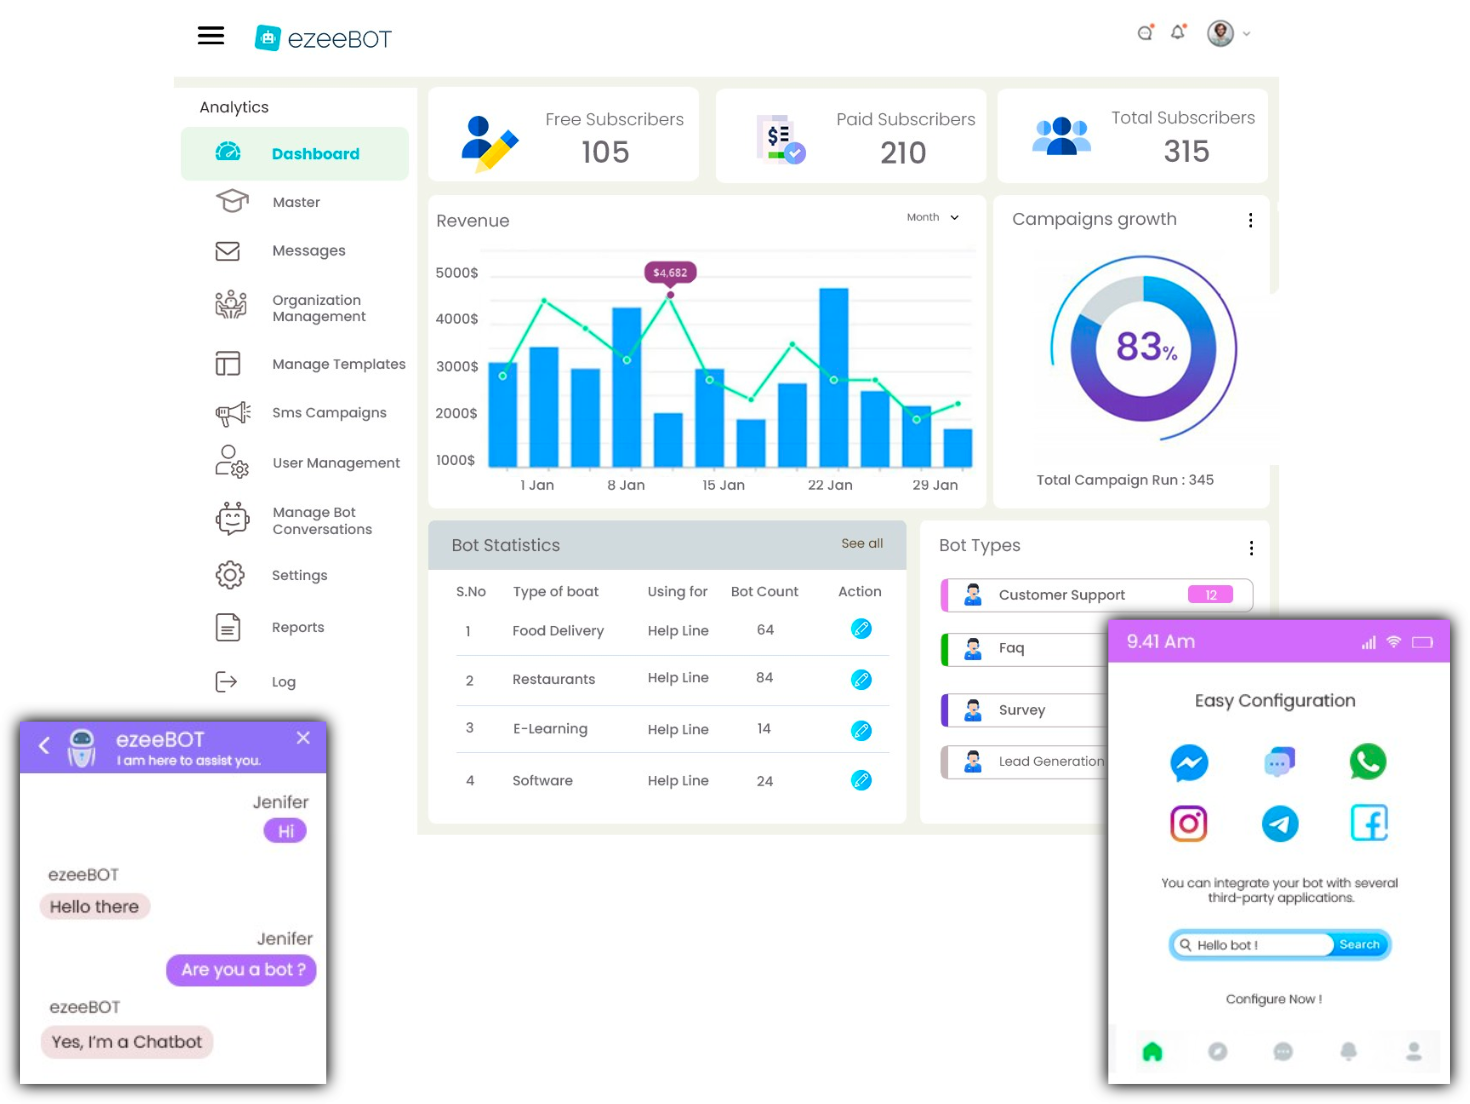 ezeeBOT
Analytics
Dashboard
Master
Messages
Organization
Management
Manage Templates
Sms Campaigns
User Management
Manage Bot
Conversations
Settings
Reports
Log
Free Subscribers
105
Paid Subscribers
210
Total Subscribers
315
Revenue
Month
$4,682
5000$
4000$
3000$
2000$
1000$
1 Jan
8 Jan
15 Jan
22 Jan
29 Jan
Campaigns growth
83%
Total Campaign Run : 345
Bot Statistics
See all
S.No Type of boat Using for Bot Count Action
1 Food Delivery Help Line 64
2 Restaurants Help Line 84
3 E-Learning Help Line 14
4 Software Help Line 24
Bot Types
Customer Support 12
Faq
Survey
Lead Generation
ezeeBOT
I am here to assist you.
Jenifer
Hi
ezeeBOT
Hello there
Jenifer
Are you a bot ?
ezeeBOT
Yes, I'm a Chatbot
9.41 Am
Easy Configuration
You can integrate your bot with several
third-party applications.
Hello bot ! Search
Configure Now !